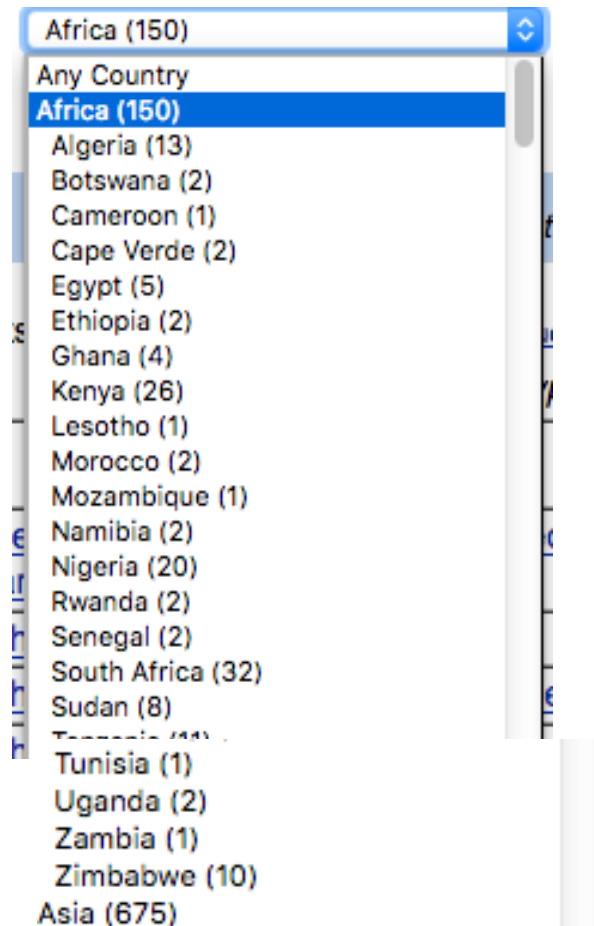 Africa (150)
Any Country
Africa (150)
Algeria (13)
Botswana (2)
Cameroon (1)
Cape Verde (2)
Egypt (5)
Ethiopia (2)
Ghana (4)
Kenya (26)
Lesotho (1)
Morocco (2)
Mozambique (1)
Namibia (2)
Nigeria (20)
Rwanda (2)
Senegal (2)
South Africa (32)
Sudan (8)
Tanzania (11)
Tunisia (1)
Uganda (2)
Zambia (1)
Zimbabwe (10)
Asia (675)